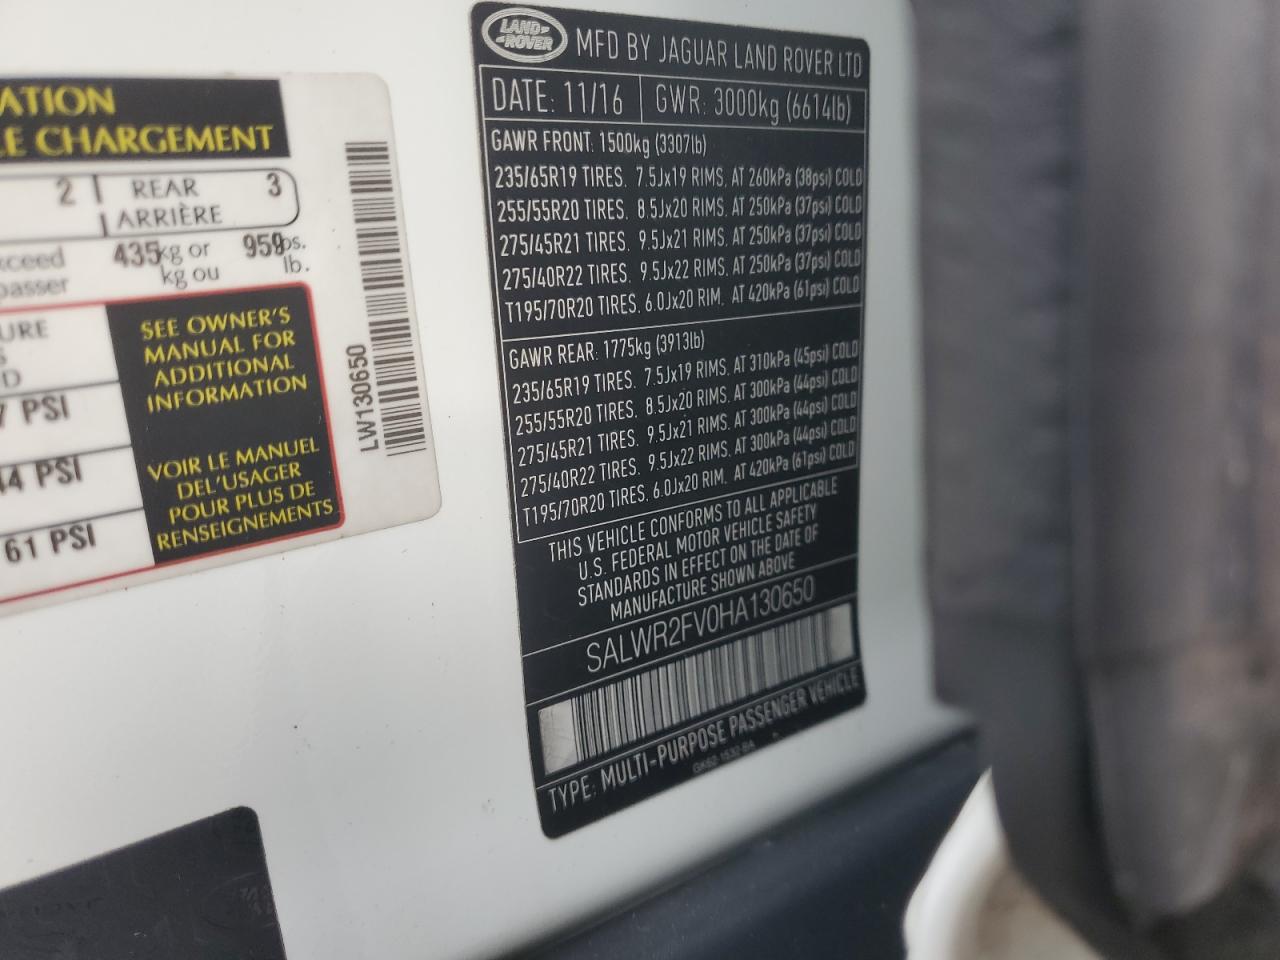 ATION
LE CHARGEMENT
2 REAR 3
ARRIÈRE
435 kg or 959 lbs.
passer kg ou lb.
URE
S
D
7 PSI
44 PSI
61 PSI
SEE OWNER'S
MANUAL FOR
ADDITIONAL
INFORMATION
VOIR LE MANUEL
DEL'USAGER
POUR PLUS DE
RENSEIGNEMENTS
LW130650
LAND-
-ROVER
MFD BY JAGUAR LAND ROVER LTD
DATE: 11/16 GWR: 3000kg (6614lb)
GAWR FRONT: 1500kg (3307lb)
235/65R19 TIRES. 7.5Jx19 RIMS. AT 260kPa (38psi) COLD
255/55R20 TIRES. 8.5Jx20 RIMS. AT 250kPa (37psi) COLD
275/45R21 TIRES. 9.5Jx21 RIMS. AT 250kPa (37psi) COLD
275/40R22 TIRES. 9.5Jx22 RIMS. AT 250kPa (37psi) COLD
T195/70R20 TIRES. 6.0Jx20 RIM. AT 420kPa (61psi) COLD
GAWR REAR: 1775kg (3913lb)
235/65R19 TIRES. 7.5Jx19 RIMS. AT 310kPa (45psi) COLD
255/55R20 TIRES. 8.5Jx20 RIMS. AT 300kPa (44psi) COLD
275/45R21 TIRES. 9.5Jx21 RIMS. AT 300kPa (44psi) COLD
275/40R22 TIRES. 9.5Jx22 RIMS. AT 300kPa (44psi) COLD
T195/70R20 TIRES. 6.0Jx20 RIM. AT 420kPa (61psi) COLD
THIS VEHICLE CONFORMS TO ALL APPLICABLE
U.S. FEDERAL MOTOR VEHICLE SAFETY
STANDARDS IN EFFECT ON THE DATE OF
MANUFACTURE SHOWN ABOVE
SALWR2FV0HA130650
TYPE: MULTI-PURPOSE PASSENGER VEHICLE